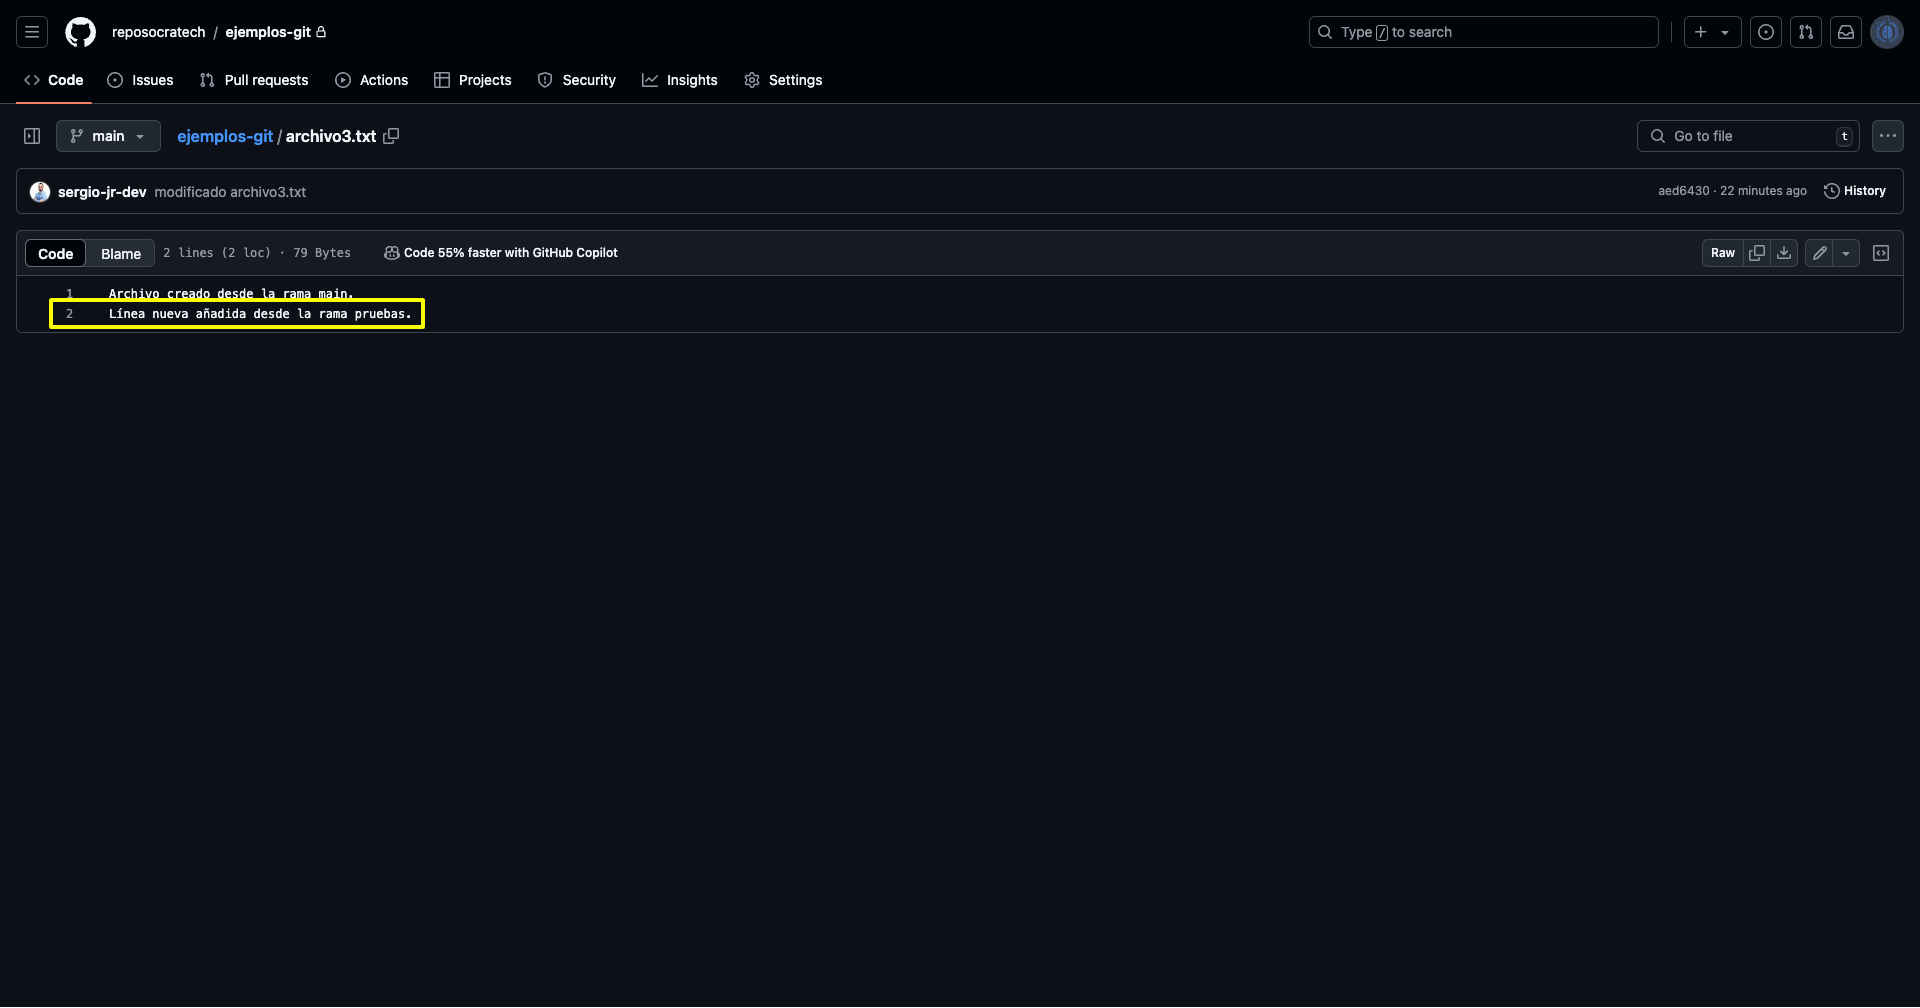 reposocratech / ejemplos-git
Type / to search
Code
Issues
Pull requests
Actions
Projects
Security
Insights
Settings
main
ejemplos-git / archivo3.txt
Go to file
t
sergio-jr-dev modificado archivo3.txt
aed6430 · 22 minutes ago
History
Code
Blame
2 lines (2 loc) · 79 Bytes
Code 55% faster with GitHub Copilot
Raw
1 Archivo creado desde la rama main.
2 Línea nueva añadida desde la rama pruebas.